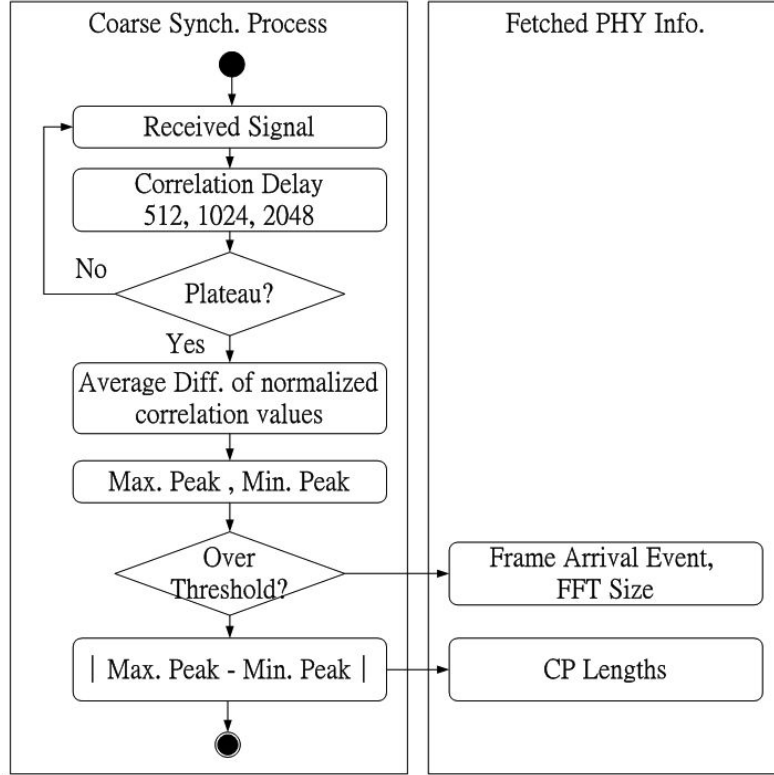 Coarse Synch. Process
Fetched PHY Info.
Received Signal
Correlation Delay
512, 1024, 2048
No
Plateau?
Yes
Average Diff. of normalized
correlation values
Max. Peak , Min. Peak
Over
Threshold?
Frame Arrival Event,
FFT Size
| Max. Peak - Min. Peak |
CP Lengths